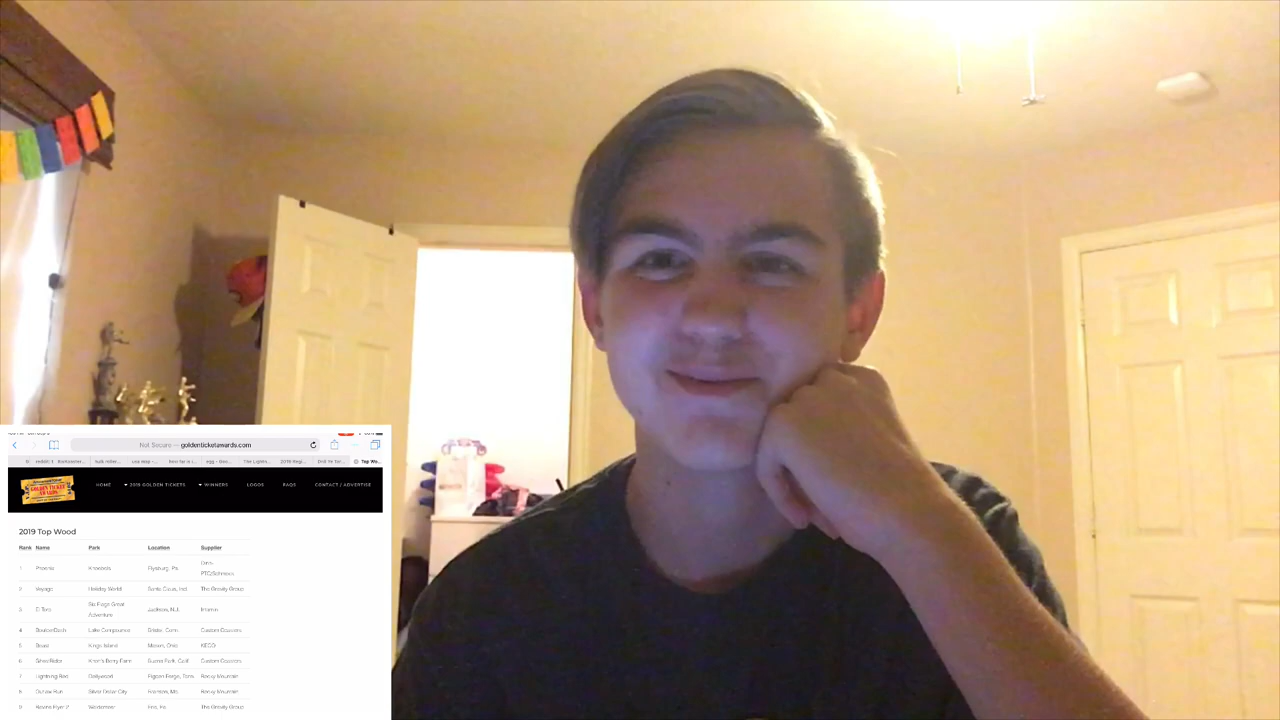 Not Secure — goldenticketawards.com
Top Wo...
GOLDEN TICKET
AWARDS
HOME 2019 GOLDEN TICKETS WINNERS LOGOS FAQS CONTACT / ADVERTISE
2019 Top Wood
Rank Name Park Location Supplier
1 Phoenix Knoebels Elysburg, Pa.
PTC/Schmeck
2 Voyage Holiday World Santa Claus, Ind. The Gravity Group
3 El Toro Six Flags Great Adventure Jackson, N.J. Intamin
4 Boulder Dash Lake Compounce Bristol, Conn. Custom Coasters
5 Beast Kings Island Mason, Ohio KECO
6 GhostRider Knott's Berry Farm Buena Park, Calif. Custom Coasters
7 Lightning Rod Dollywood Pigeon Forge, Tenn. Rocky Mountain
8 Outlaw Run Silver Dollar City Branson, Mo. Rocky Mountain
9 Ravine Flyer II Waldameer Erie, Pa. The Gravity Group